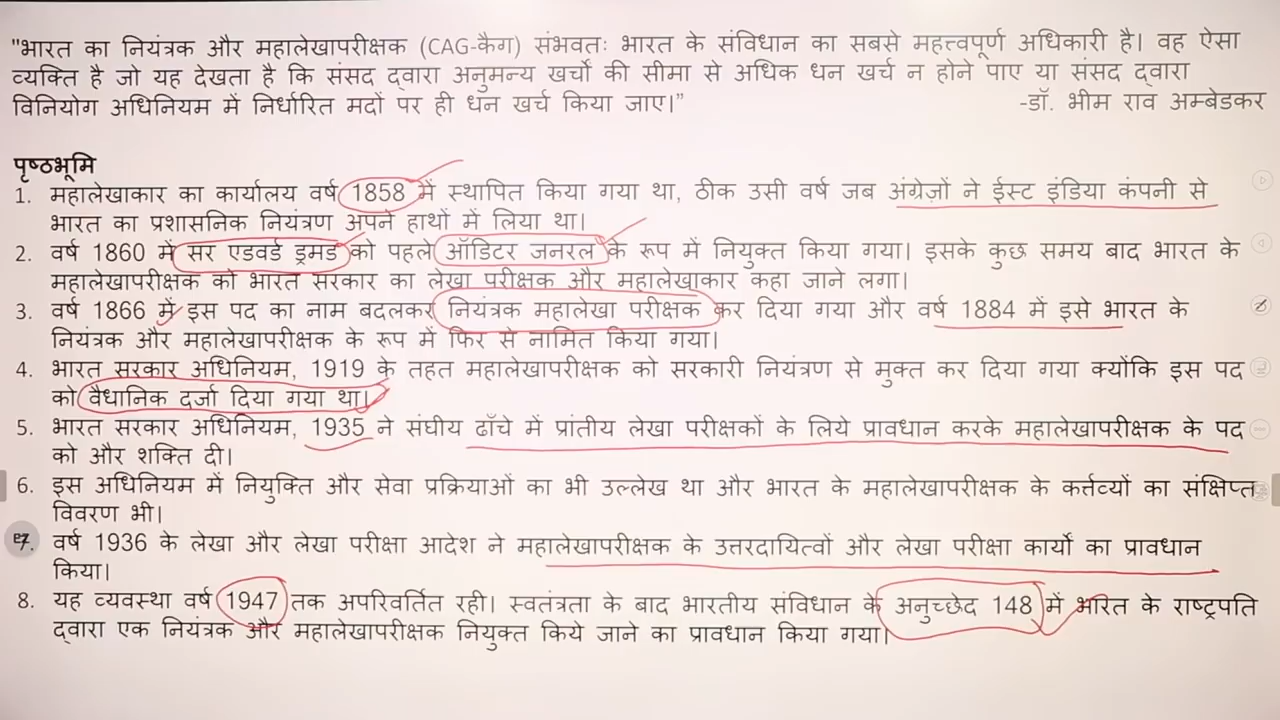 "भारत का नियंत्रक और महालेखापरीक्षक (CAG-कैग) संभवतः भारत के संविधान का सबसे महत्त्वपूर्ण अधिकारी है। वह ऐसा
व्यक्ति है जो यह देखता है कि संसद द्वारा अनुमन्य खर्चों की सीमा से अधिक धन खर्च न होने पाए या संसद द्वारा
विनियोग अधिनियम में निर्धारित मदों पर ही धन खर्च किया जाए।” -डॉ. भीम राव अम्बेडकर
पृष्ठभूमि
1. महालेखाकार का कार्यालय वर्ष 1858 में स्थापित किया गया था, ठीक उसी वर्ष जब अंग्रेज़ों ने ईस्ट इंडिया कंपनी से
भारत का प्रशासनिक नियंत्रण अपने हाथों में लिया था।
2. वर्ष 1860 में सर एडवर्ड ड्रमंड को पहले ऑडिटर जनरल के रूप में नियुक्त किया गया। इसके कुछ समय बाद भारत के
महालेखापरीक्षक को भारत सरकार का लेखा परीक्षक और महालेखाकार कहा जाने लगा।
3. वर्ष 1866 में इस पद का नाम बदलकर नियंत्रक महालेखा परीक्षक कर दिया गया और वर्ष 1884 में इसे भारत के
नियंत्रक और महालेखापरीक्षक के रूप में फिर से नामित किया गया।
4. भारत सरकार अधिनियम, 1919 के तहत महालेखापरीक्षक को सरकारी नियंत्रण से मुक्त कर दिया गया क्योंकि इस पद
को वैधानिक दर्जा दिया गया था।
5. भारत सरकार अधिनियम, 1935 ने संघीय ढाँचे में प्रांतीय लेखा परीक्षकों के लिये प्रावधान करके महालेखापरीक्षक के पद
को और शक्ति दी।
6. इस अधिनियम में नियुक्ति और सेवा प्रक्रियाओं का भी उल्लेख था और भारत के महालेखापरीक्षक के कर्त्तव्यों का संक्षिप्त
विवरण भी।
7. वर्ष 1936 के लेखा और लेखा परीक्षा आदेश ने महालेखापरीक्षक के उत्तरदायित्वों और लेखा परीक्षा कार्यों का प्रावधान
किया।
8. यह व्यवस्था वर्ष 1947 तक अपरिवर्तित रही। स्वतंत्रता के बाद भारतीय संविधान के अनुच्छेद 148 में भारत के राष्ट्रपति
द्वारा एक नियंत्रक और महालेखापरीक्षक नियुक्त किये जाने का प्रावधान किया गया।